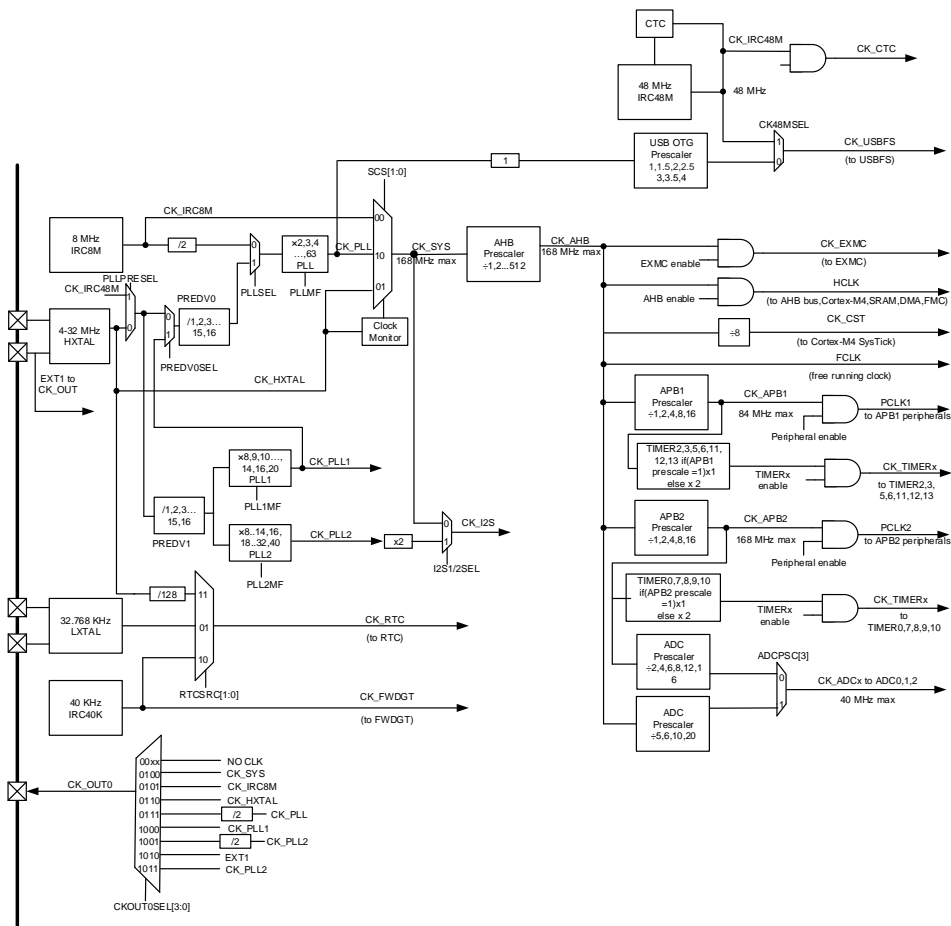 CTC
CK_IRC48M
CK_CTC
48 MHz
IRC48M
48 MHz
CK48MSEL
1
0
CK_USBFS
(to USBFS)
USB OTG
Prescaler
1,1.5,2,2.5
3,3.5,4
1
SCS[1:0]
CK_IRC8M
8 MHz
IRC8M
/2
0
1
PLLSEL
×2,3,4
...,63
PLL
PLLMF
CK_PLL
00
10
01
CK_SYS
168 MHz max
AHB
Prescaler
÷1,2...512
CK_AHB
168 MHz max
EXMC enable
CK_EXMC
(to EXMC)
AHB enable
HCLK
(to AHB bus,Cortex-M4,SRAM,DMA,FMC)
÷8
CK_CST
(to Cortex-M4 SysTick)
FCLK
(free running clock)
PLLPRESEL
CK_IRC48M
1
0
4-32 MHz
HXTAL
EXT1 to
CK_OUT
PREDV0
0
1
/1,2,3...
15,16
PREDV0SEL
Clock
Monitor
CK_HXTAL
APB1
Prescaler
÷1,2,4,8,16
CK_APB1
84 MHz max
Peripheral enable
PCLK1
to APB1 peripherals
TIMER2,3,5,6,11,
12,13 if(APB1
prescale =1)x1
else x 2
TIMERx
enable
CK_TIMERx
to TIMER2,3,
5,6,11,12,13
×8,9,10...,
14,16,20
PLL1
PLL1MF
CK_PLL1
/1,2,3...
15,16
PREDV1
×8..14,16,
18..32,40
PLL2
PLL2MF
CK_PLL2
x2
0
1
CK_I2S
I2S1/2SEL
APB2
Prescaler
÷1,2,4,8,16
CK_APB2
168 MHz max
Peripheral enable
PCLK2
to APB2 peripherals
TIMER0,7,8,9,10
if(APB2 prescale
=1)x1
else x 2
TIMERx
enable
CK_TIMERx
to
TIMER0,7,8,9,10
/128
11
01
10
32.768 KHz
LXTAL
CK_RTC
(to RTC)
RTCSRC[1:0]
40 KHz
IRC40K
CK_FWDGT
(to FWDGT)
ADC
Prescaler
÷2,4,6,8,12,1
6
ADCPSC[3]
0
1
CK_ADCx to ADC0,1,2
40 MHz max
ADC
Prescaler
÷5,6,10,20
CK_OUT0
00xx
NO CLK
0100
CK_SYS
0101
CK_IRC8M
0110
CK_HXTAL
0111
/2
CK_PLL
1000
CK_PLL1
1001
/2
CK_PLL2
1010
EXT1
1011
CK_PLL2
CKOUT0SEL[3:0]